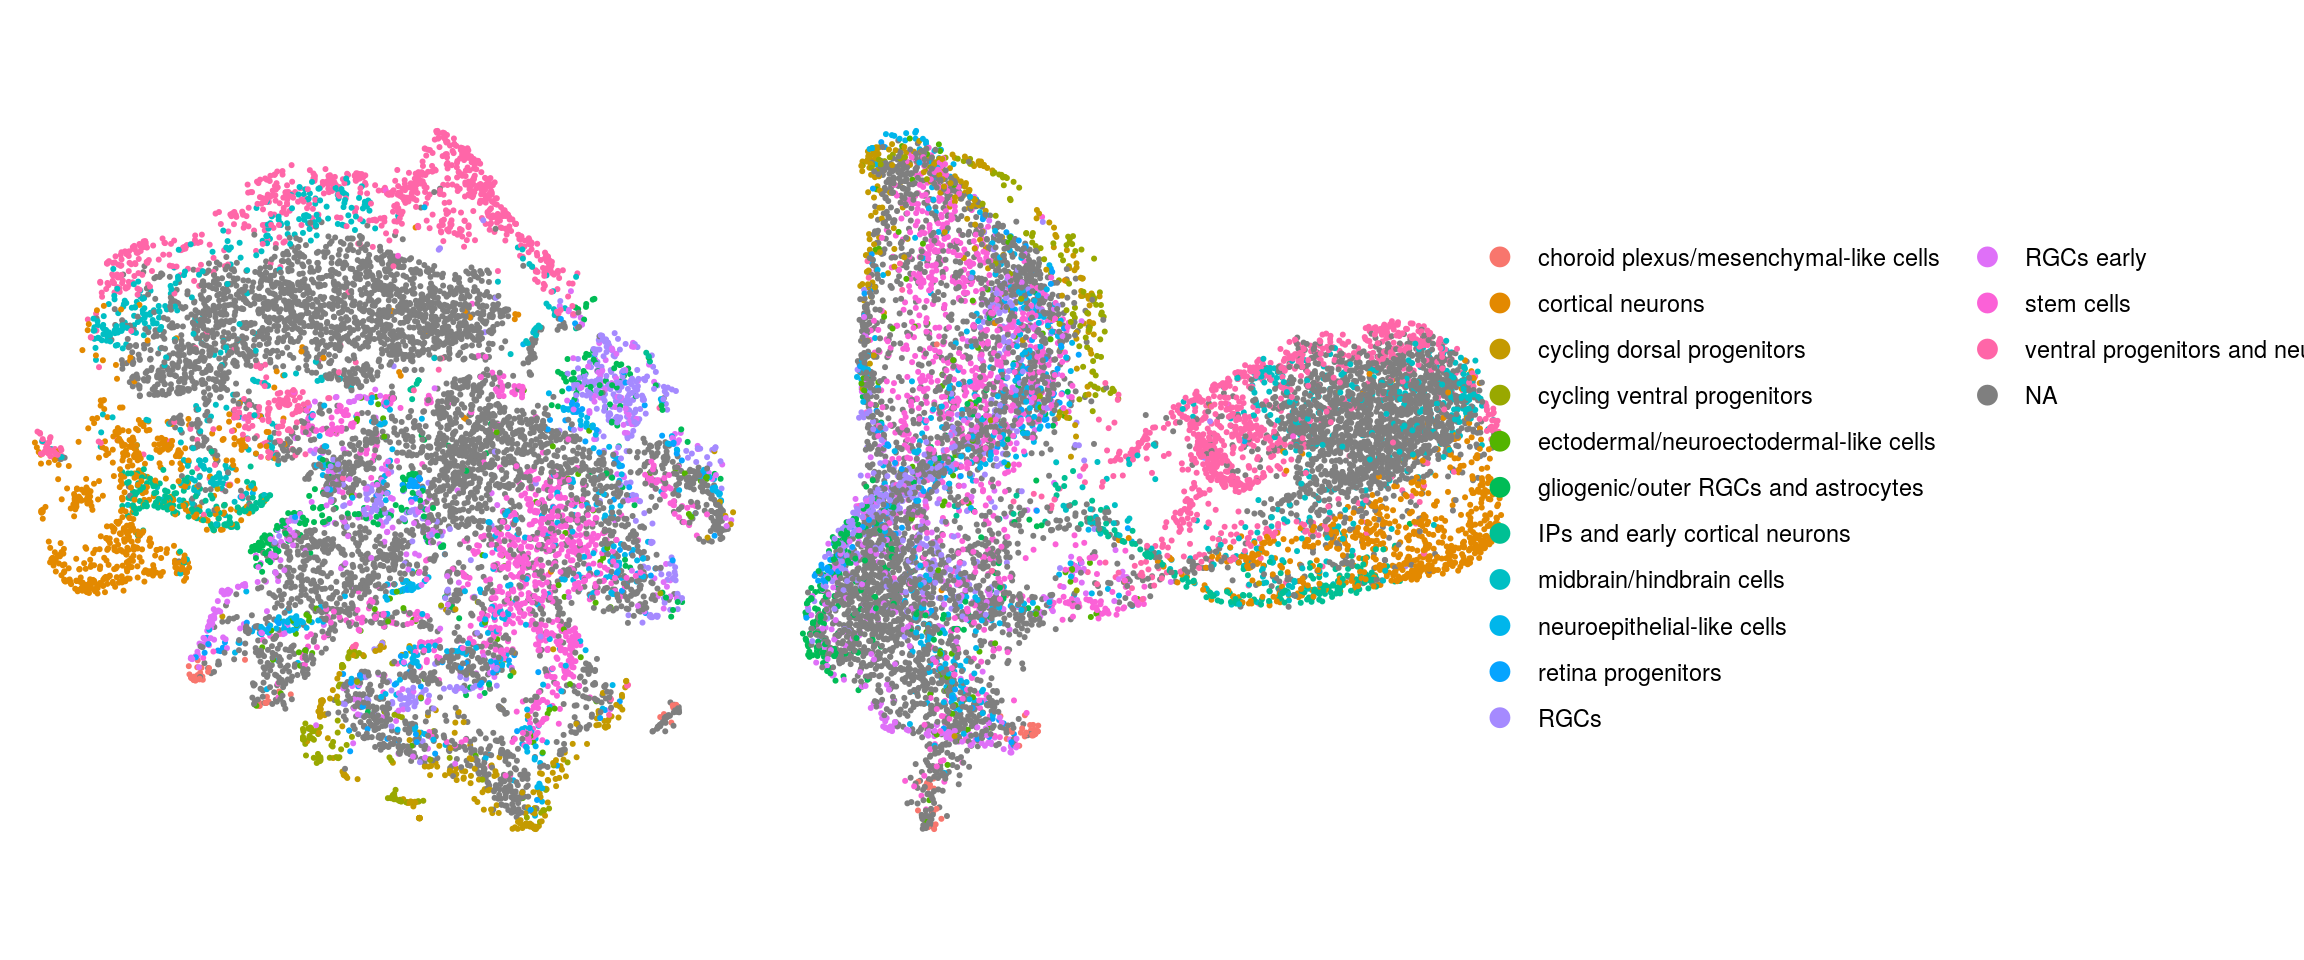 choroid plexus/mesenchymal-like cells
cortical neurons
cycling dorsal progenitors
cycling ventral progenitors
ectodermal/neuroectodermal-like cells
gliogenic/outer RGCs and astrocytes
IPs and early cortical neurons
midbrain/hindbrain cells
neuroepithelial-like cells
retina progenitors
RGCs
RGCs early
stem cells
ventral progenitors and neu
NA